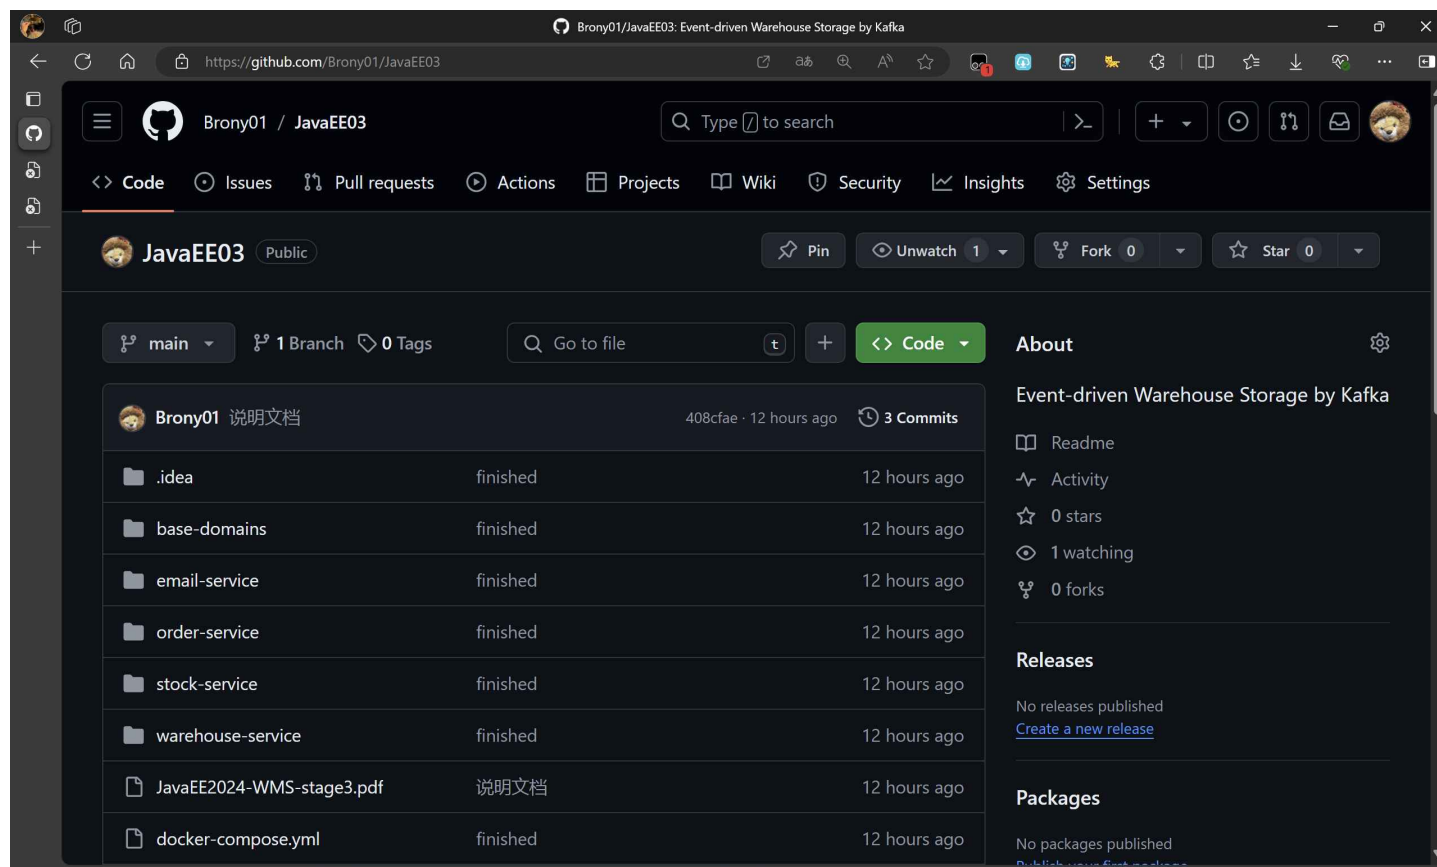 Brony01/JavaEE03: Event-driven Warehouse Storage by Kafka
https://github.com/Brony01/JavaEE03
1
Brony01 / JavaEE03
Type / to search
Code Issues Pull requests Actions Projects Wiki Security Insights Settings
JavaEE03 Public
Pin Unwatch 1 Fork 0 Star 0
main 1 Branch 0 Tags Go to file t Code
Brony01 说明文档 408cfae · 12 hours ago 3 Commits
.idea finished 12 hours ago
base-domains finished 12 hours ago
email-service finished 12 hours ago
order-service finished 12 hours ago
stock-service finished 12 hours ago
warehouse-service finished 12 hours ago
JavaEE2024-WMS-stage3.pdf 说明文档 12 hours ago
docker-compose.yml finished 12 hours ago
About
Event-driven Warehouse Storage by Kafka
Readme
Activity
0 stars
1 watching
0 forks
Releases
No releases published
Create a new release
Packages
No packages published
Publish your first package